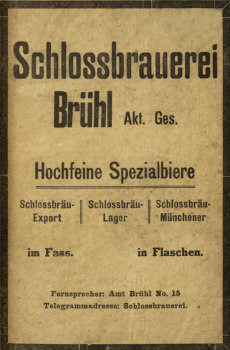 Schlossbrauerei
Brühl Akt. Ges.
Hochfeine Spezialbiere
Schlossbräu- Schlossbräu- Schlossbräu-
Export Lager Münchener
im Fass. in Flaschen.
Fernsprecher: Amt Brühl No. 15
Telegrammadresse: Schlossbrauerei.